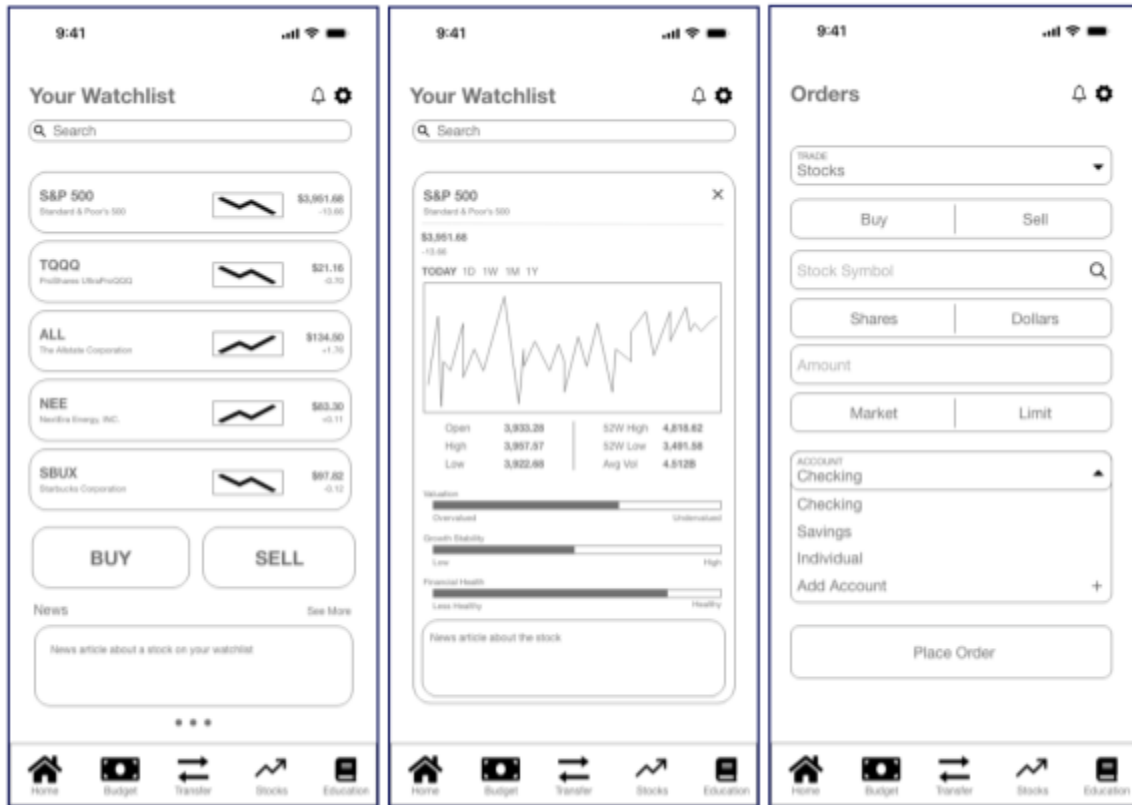 9:41
Your Watchlist
Search
S&P 500
Standard & Poor's 500
$3,951.68
-13.66
TQQQ
ProShares UltraProQQQ
$21.16
-0.70
ALL
The Allstate Corporation
$134.50
+1.76
NEE
NextEra Energy, INC.
$83.30
+0.11
SBUX
Starbucks Corporation
$97.82
-0.12
BUY SELL
News See More
News article about a stock on your watchlist
Home Budget Transfer Stocks Education
9:41
Your Watchlist
Search
S&P 500
Standard & Poor's 500
$3,951.68
-13.66
TODAY 1D 1W 1M 1Y
Open 3,933.28 52W High 4,818.62
High 3,957.57 52W Low 3,491.58
Low 3,922.68 Avg Vol 4.512B
Valuation
Overvalued Undervalued
Growth Stability
Low High
Financial Health
Less Healthy Healthy
News article about the stock
Home Budget Transfer Stocks Education
9:41
Orders
TRADE
Stocks
Buy Sell
Stock Symbol
Shares Dollars
Amount
Market Limit
ACCOUNT
Checking
Checking
Savings
Individual
Add Account +
Place Order
Home Budget Transfer Stocks Education